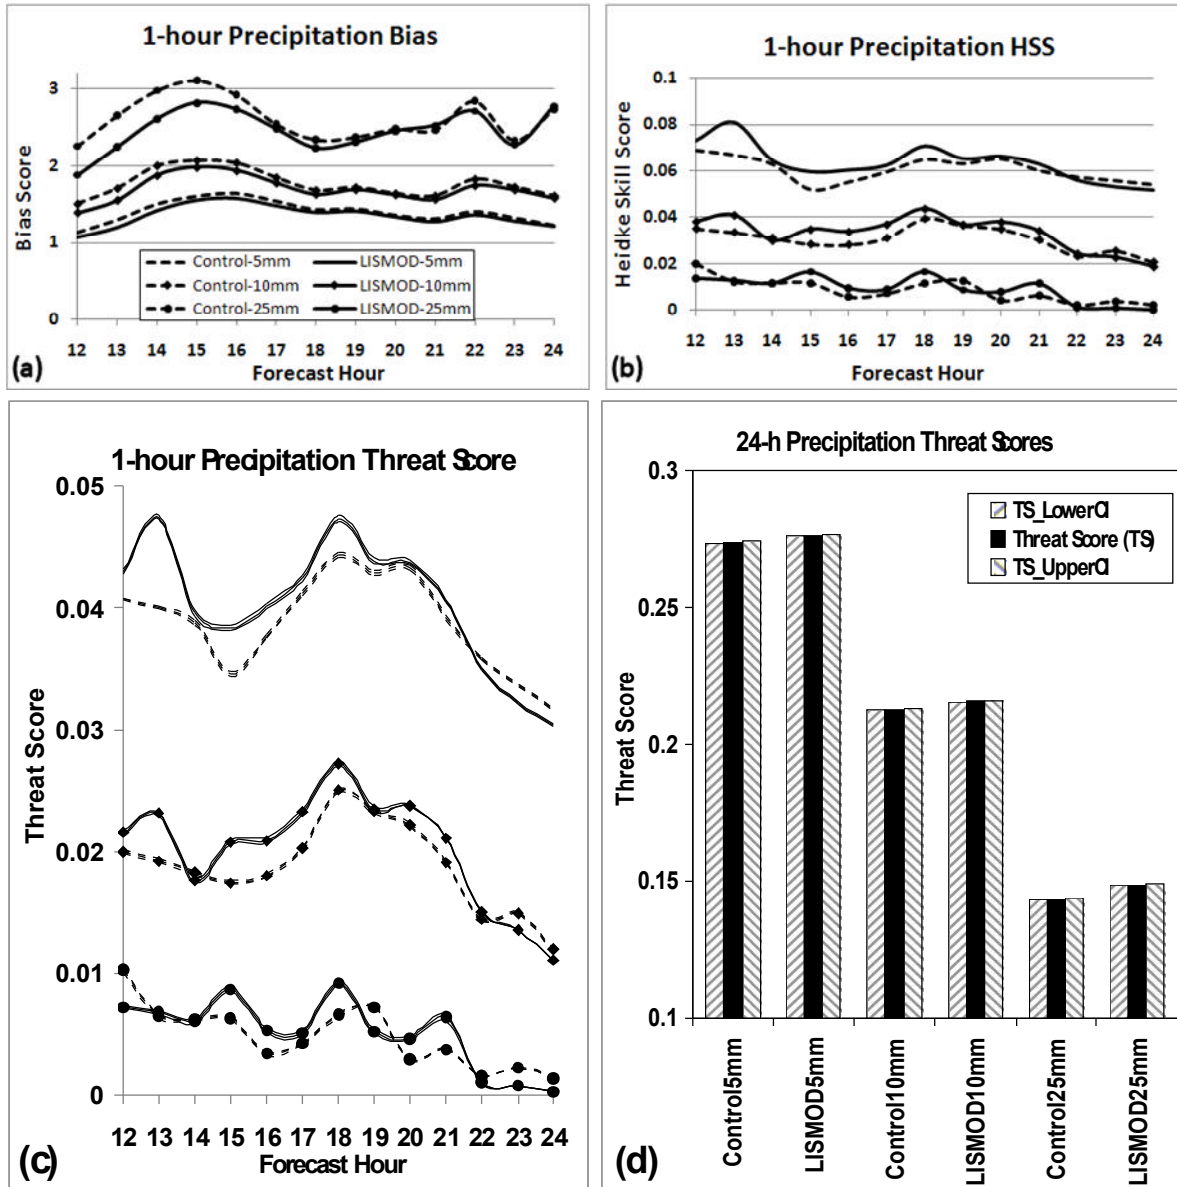 1-hour Precipitation Bias
Bias Score
3
2
1
0
Control-5mm LISMOD-5mm
Control-10mm LISMOD-10mm
Control-25mm LISMOD-25mm
12 13 14 15 16 17 18 19 20 21 22 23 24
Forecast Hour
(a)
1-hour Precipitation HSS
Heidke Skill Score
0.1
0.08
0.06
0.04
0.02
0
12 13 14 15 16 17 18 19 20 21 22 23 24
Forecast Hour
(b)
1-hour Precipitation Threat Score
Threat Score
0.05
0.04
0.03
0.02
0.01
0
12 13 14 15 16 17 18 19 20 21 22 23 24
Forecast Hour
(c)
24-h Precipitation Threat Scores
Threat Score
0.3
0.25
0.2
0.15
0.1
TS_LowerCI
Threat Score (TS)
TS_UpperCI
Control5mm
LISMOD5mm
Control10mm
LISMOD10mm
Control25mm
LISMOD25mm
(d)